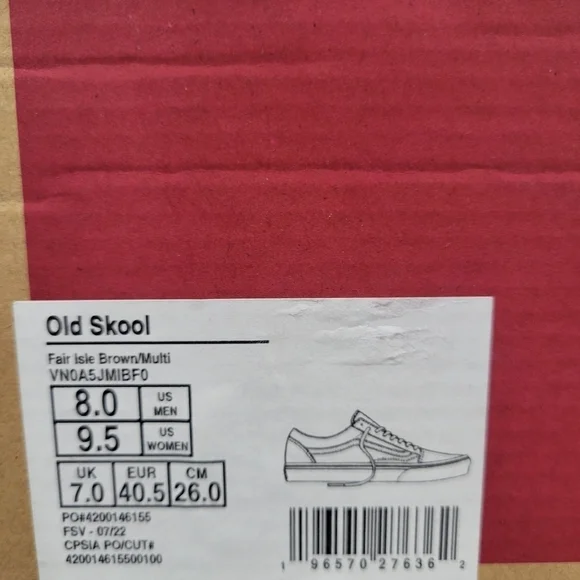 Old Skool
Fair Isle Brown/Multi
VN0A5JMIBF0
8.0 US MEN
9.5 US WOMEN
UK EUR CM
7.0 40.5 26.0
PO#4200146155
FSV - 07/22
CPSIA PO/CUT#
420014615500100
1 96570 27636 2